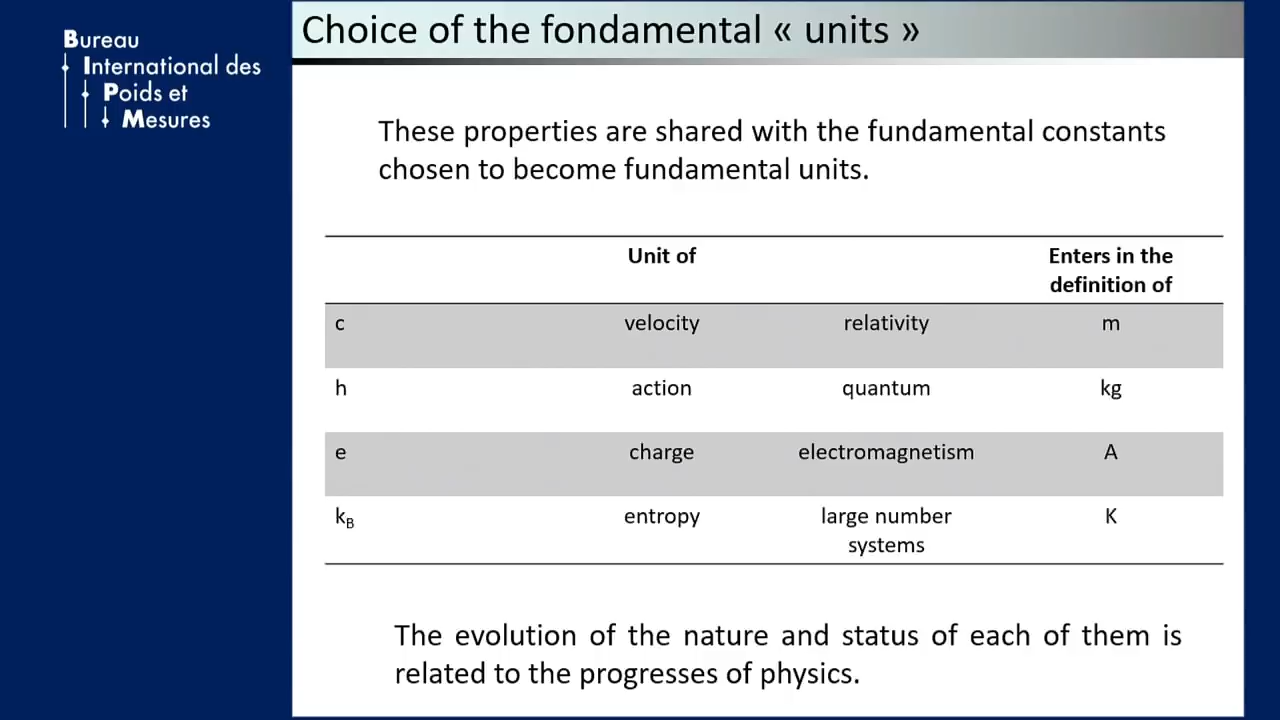 Bureau
International des
Poids et
Mesures
Choice of the fondamental « units »
These properties are shared with the fundamental constants
chosen to become fundamental units.
Unit of
Enters in the
definition of
c velocity relativity m
h action quantum kg
e charge electromagnetism A
k_B entropy large number systems K
The evolution of the nature and status of each of them is
related to the progresses of physics.